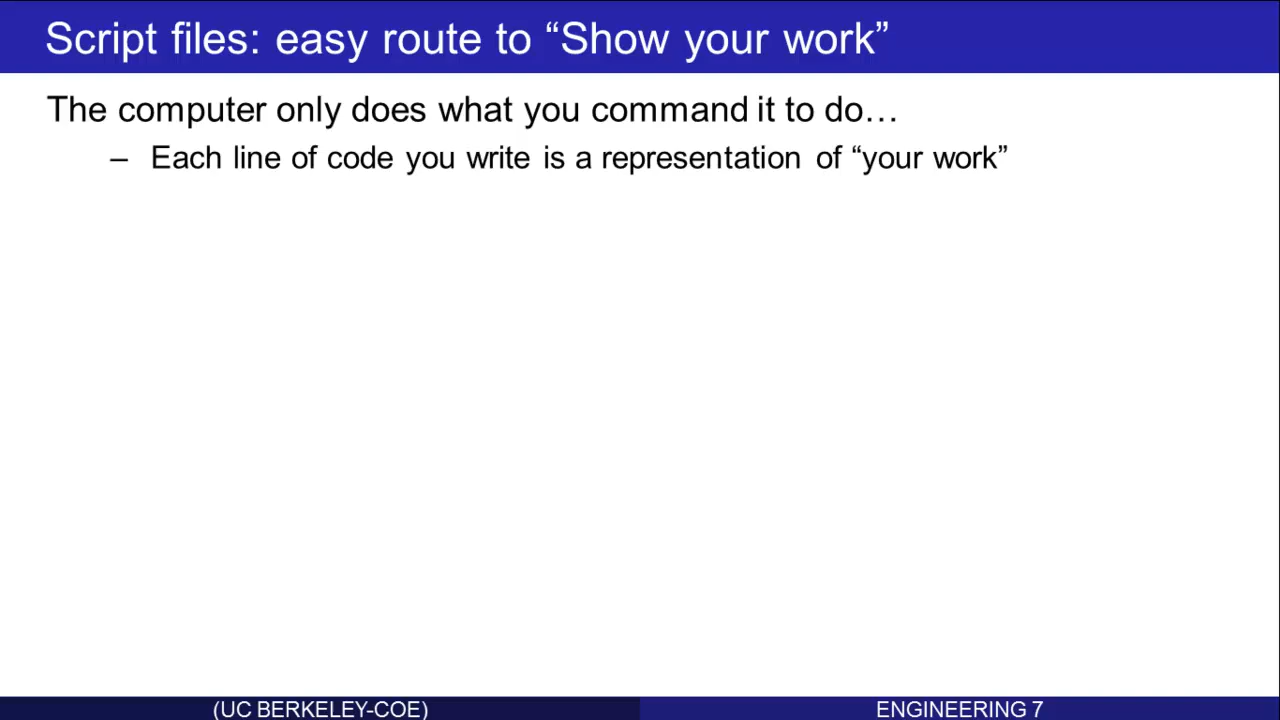 Script files: easy route to “Show your work”
The computer only does what you command it to do…
– Each line of code you write is a representation of “your work”
(UC BERKELEY-COE)
ENGINEERING 7